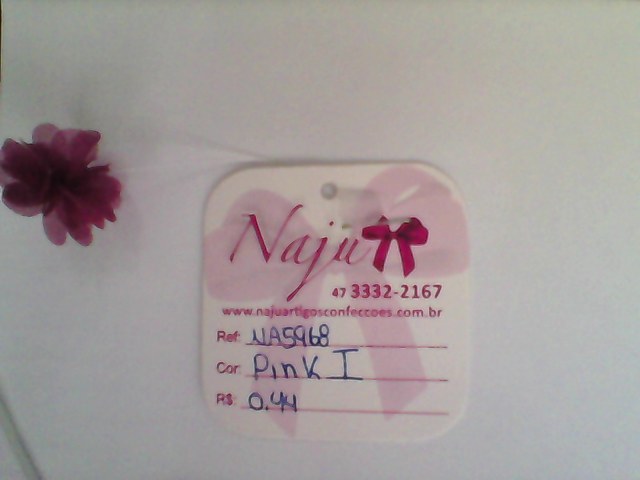 Naju
47 3332-2167
www.najuartigosconfeccoes.com.br
Ref: NA5968
Cor: Pink I
R$: 0.44